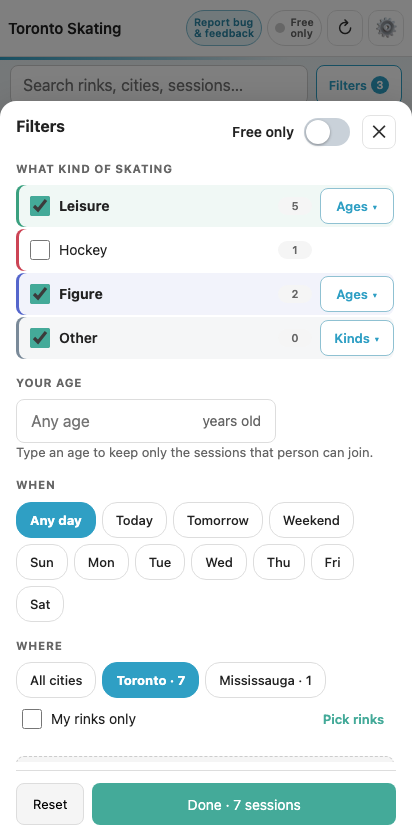 Toronto Skating
Report bug
& feedback
Free
only
Search rinks, cities, sessions...
Filters 3
Filters
Free only
WHAT KIND OF SKATING
Leisure 5 Ages ▾
Hockey 1
Figure 2 Ages ▾
Other 0 Kinds ▾
YOUR AGE
Any age years old
Type an age to keep only the sessions that person can join.
WHEN
Any day Today Tomorrow Weekend
Sun Mon Tue Wed Thu Fri
Sat
WHERE
All cities Toronto · 7 Mississauga · 1
My rinks only Pick rinks
Reset Done · 7 sessions